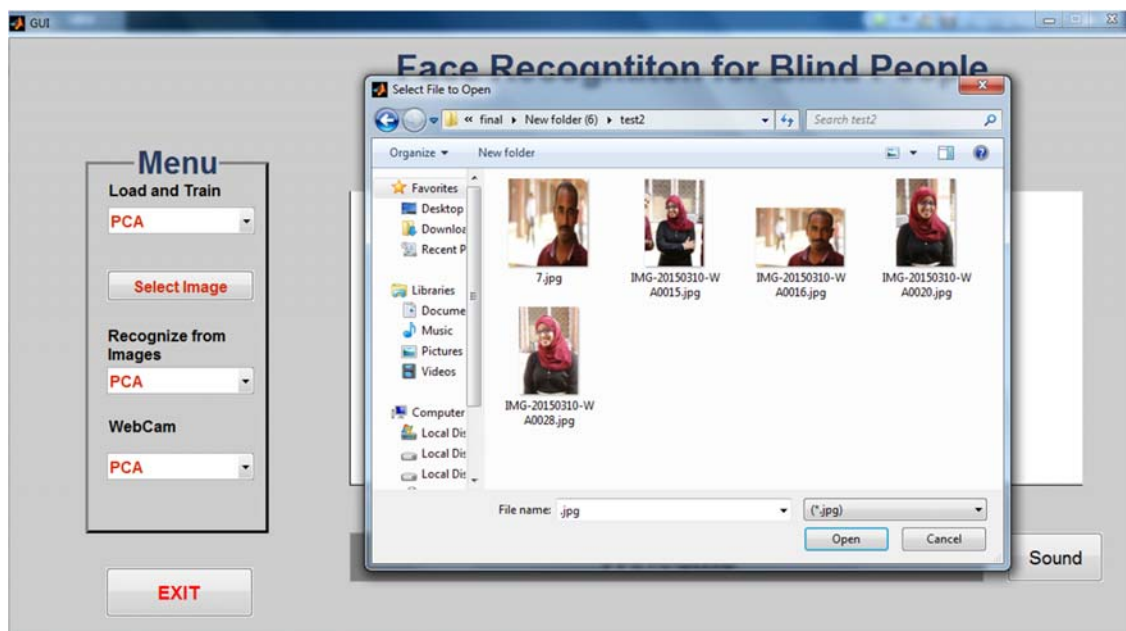 GUI
Face Recogntiton for Blind People
Select File to Open
« final ▸ New folder (6) ▸ test2
Search test2
Organize
New folder
Menu
Load and Train
PCA
Select Image
Recognize from
Images
PCA
WebCam
PCA
EXIT
Favorites
Desktop
Downloa
Recent P
Libraries
Docume
Music
Pictures
Videos
Computer
Local Dis
Local Dis
Local Dis
7.jpg
IMG-20150310-W
A0015.jpg
IMG-20150310-W
A0016.jpg
IMG-20150310-W
A0020.jpg
IMG-20150310-W
A0028.jpg
File name: .jpg
(*.jpg)
Open
Cancel
Sound